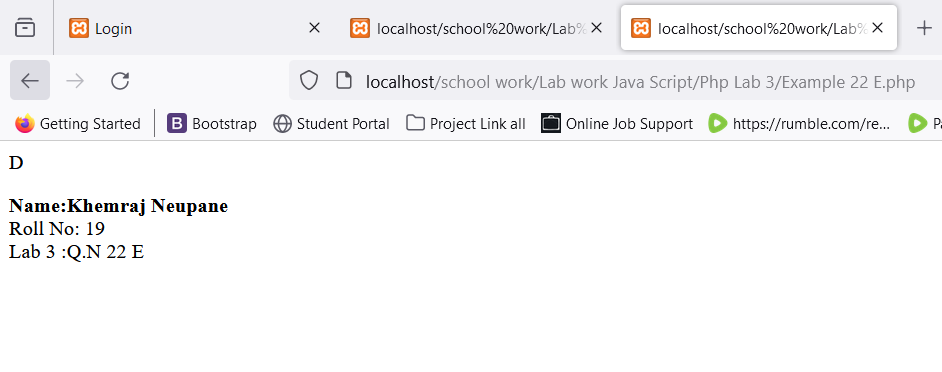 Login
localhost/school%20work/Lab%
localhost/school%20work/Lab%
localhost/school work/Lab work Java Script/Php Lab 3/Example 22 E.php
Getting Started Bootstrap Student Portal Project Link all Online Job Support https://rumble.com/re... P
D
Name:Khemraj Neupane
Roll No: 19
Lab 3 :Q.N 22 E